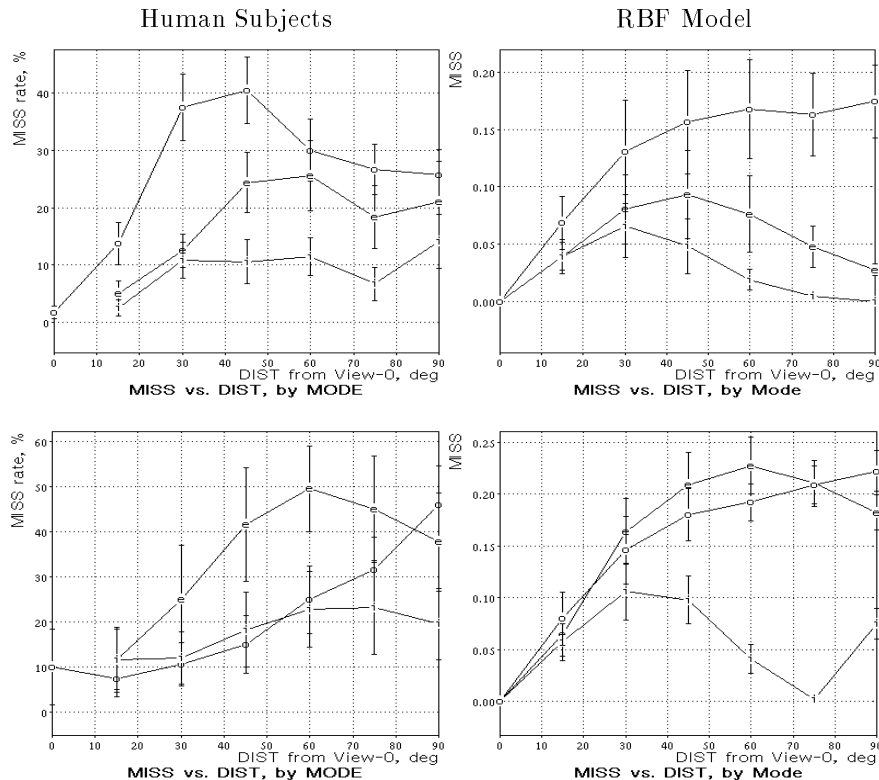 Human Subjects
RBF Model
MISS rate, %
40
30
20
10
0
0 10 20 30 40 50 60 70 80 90
DIST from View-0, deg
MISS vs. DIST, by MODE
MISS
0.20
0.15
0.10
0.05
0.00
0 10 20 30 40 50 60 70 80 90
DIST from View-0, deg
MISS vs. DIST, by Mode
MISS rate, %
60
50
40
30
20
10
0
0 10 20 30 40 50 60 70 80 90
DIST from View-0, deg
MISS vs. DIST, by MODE
MISS
0.25
0.20
0.15
0.10
0.05
0.00
0 10 20 30 40 50 60 70 80 90
DIST from View-0, deg
MISS vs. DIST, by Mode